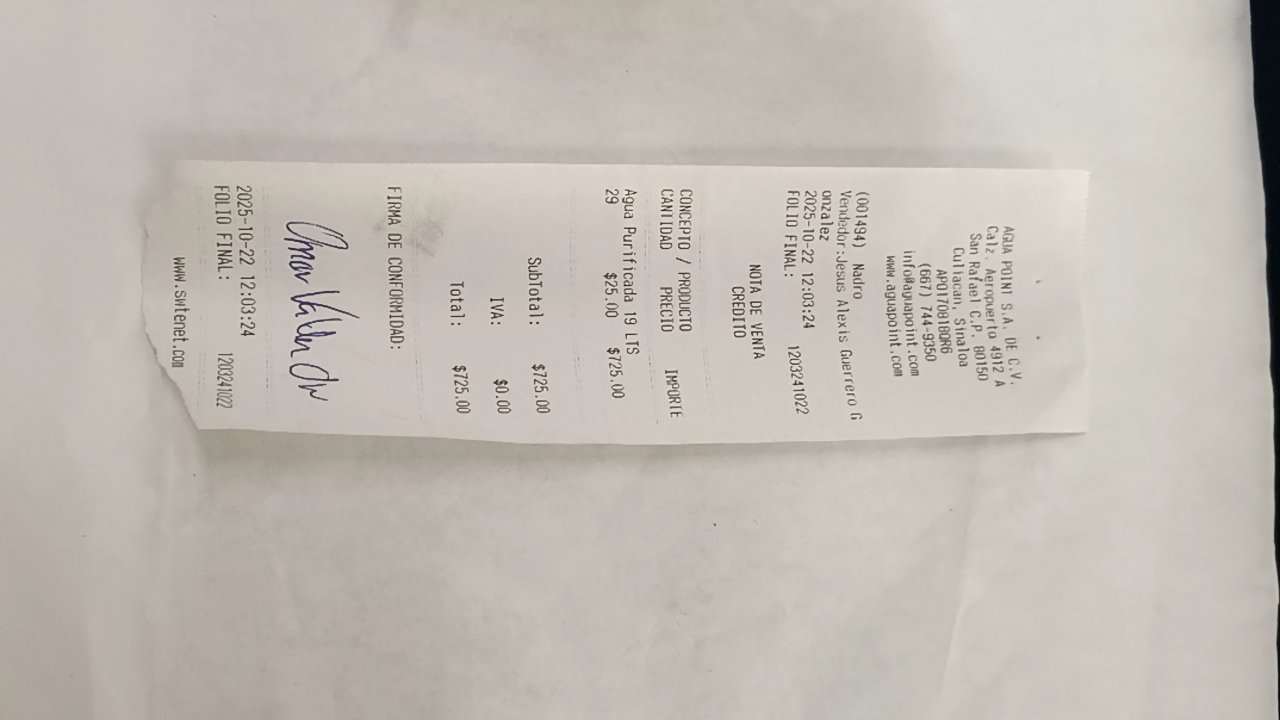 AGUA POINT S.A. DE C.V.
Calz. Aeropuerto 4912 A
San Rafael C.P. 80150
Culiacan, Sinaloa
APO170818QR6
(667) 744-9350
info@aguapoint.com
www.aguapoint.com
(001494) Nadro
Vendedor:Jesus Alexis Guerrero G
onzalez
2025-10-22 12:03:24
FOLIO FINAL: 1203241022
NOTA DE VENTA
CREDITO
CONCEPTO / PRODUCTO
CANTIDAD PRECIO IMPORTE
Agua Purificada 19 LTS
29 $25.00 $725.00
SubTotal: $725.00
IVA: $0.00
Total: $725.00
FIRMA DE CONFORMIDAD:
2025-10-22 12:03:24
FOLIO FINAL: 1203241022
www.swtenet.com